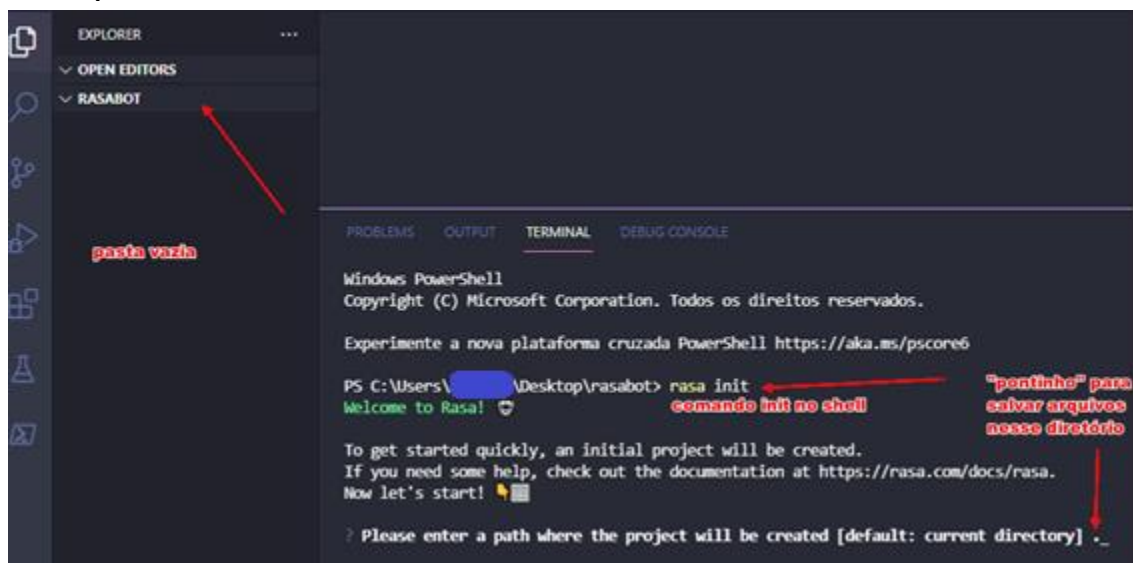 EXPLORER ...
OPEN EDITORS
RASABOT
pasta vazia
PROBLEMS OUTPUT TERMINAL DEBUG CONSOLE
Windows PowerShell
Copyright (C) Microsoft Corporation. Todos os direitos reservados.
Experimente a nova plataforma cruzada PowerShell https://aka.ms/pscore6
PS C:\Users\ \Desktop\rasabot> rasa init
comando init no shell
"pontinho" para
salvar arquivos
nesse diretório
Welcome to Rasa! 🤖
To get started quickly, an initial project will be created.
If you need some help, check out the documentation at https://rasa.com/docs/rasa.
Now let's start! 👇
? Please enter a path where the project will be created [default: current directory] ._